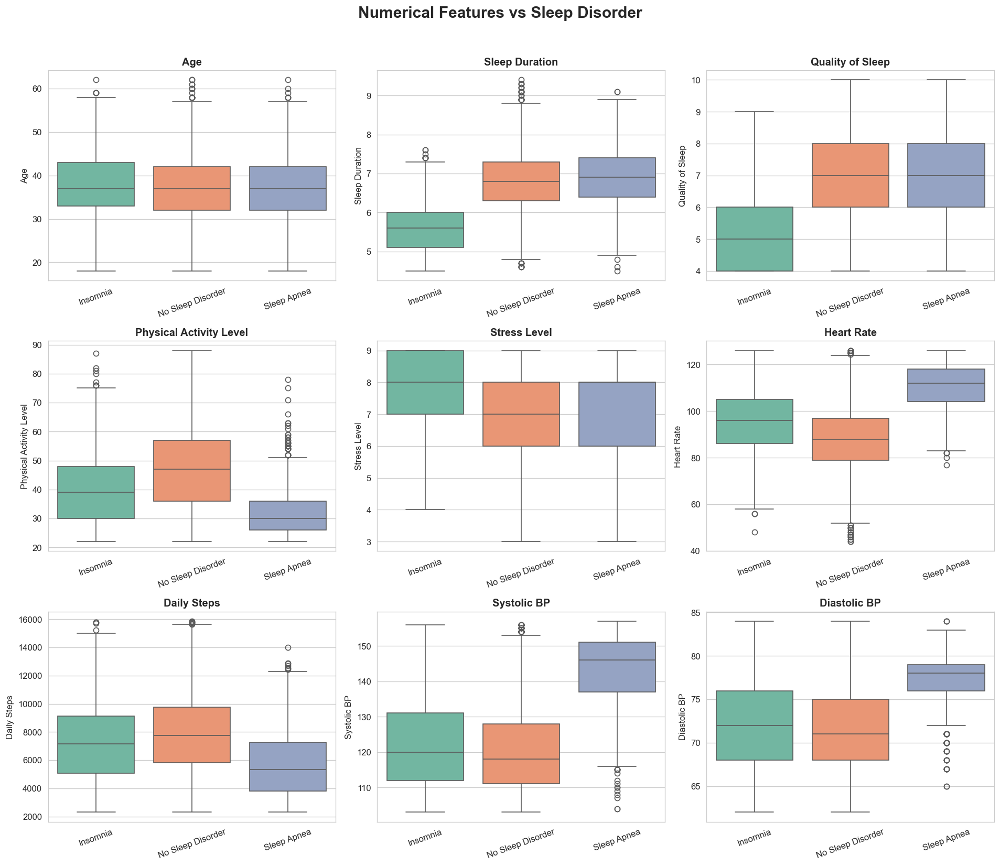 Numerical Features vs Sleep Disorder
Age
Age
60
50
40
30
20
Insomnia
No Sleep Disorder
Sleep Apnea
Sleep Duration
Sleep Duration
9
8
7
6
5
Insomnia
No Sleep Disorder
Sleep Apnea
Quality of Sleep
Quality of Sleep
10
9
8
7
6
5
4
Insomnia
No Sleep Disorder
Sleep Apnea
Physical Activity Level
Physical Activity Level
90
80
70
60
50
40
30
20
Insomnia
No Sleep Disorder
Sleep Apnea
Stress Level
Stress Level
9
8
7
6
5
4
3
Insomnia
No Sleep Disorder
Sleep Apnea
Heart Rate
Heart Rate
120
100
80
60
40
Insomnia
No Sleep Disorder
Sleep Apnea
Daily Steps
Daily Steps
16000
14000
12000
10000
8000
6000
4000
2000
Insomnia
No Sleep Disorder
Sleep Apnea
Systolic BP
Systolic BP
150
140
130
120
110
Insomnia
No Sleep Disorder
Sleep Apnea
Diastolic BP
Diastolic BP
85
80
75
70
65
Insomnia
No Sleep Disorder
Sleep Apnea